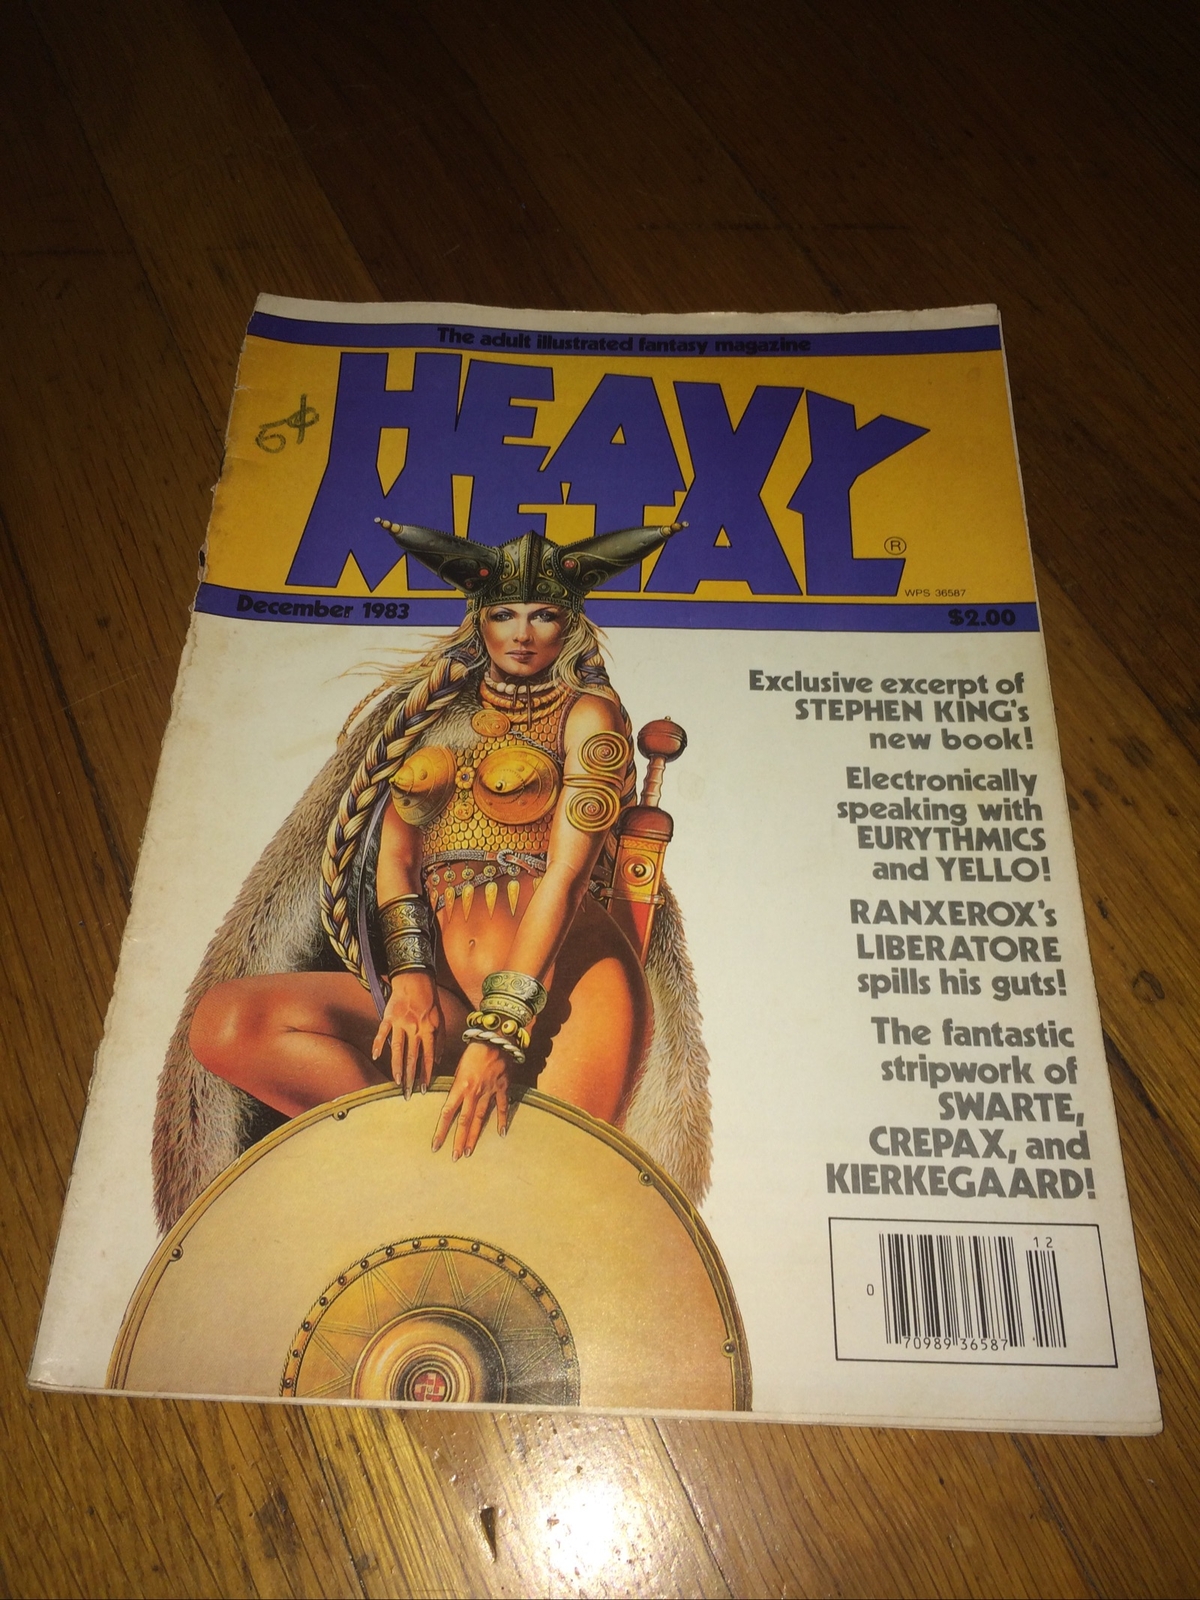 The adult illustrated fantasy magazine
HEAVY
METAL
®
5¢
WPS 36587
December 1983
$2.00
Exclusive excerpt of
STEPHEN KING's
new book!
Electronically
speaking with
EURYTHMICS
and YELLO!
RANXEROX's
LIBERATORE
spills his guts!
The fantastic
stripwork of
SWARTE,
CREPAX, and
KIERKEGAARD!
12
0
70989 36587